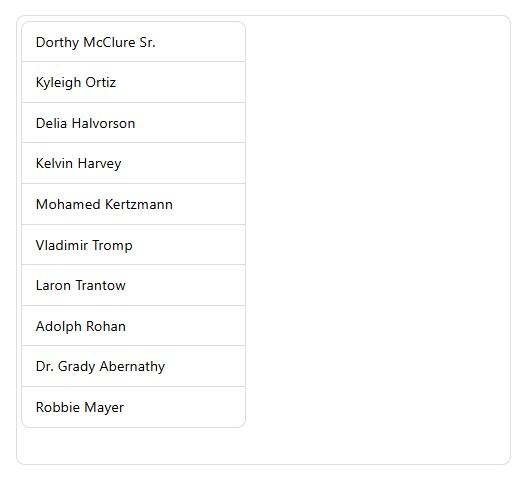 Dorthy McClure Sr.
Kyleigh Ortiz
Delia Halvorson
Kelvin Harvey
Mohamed Kertzmann
Vladimir Tromp
Laron Trantow
Adolph Rohan
Dr. Grady Abernathy
Robbie Mayer